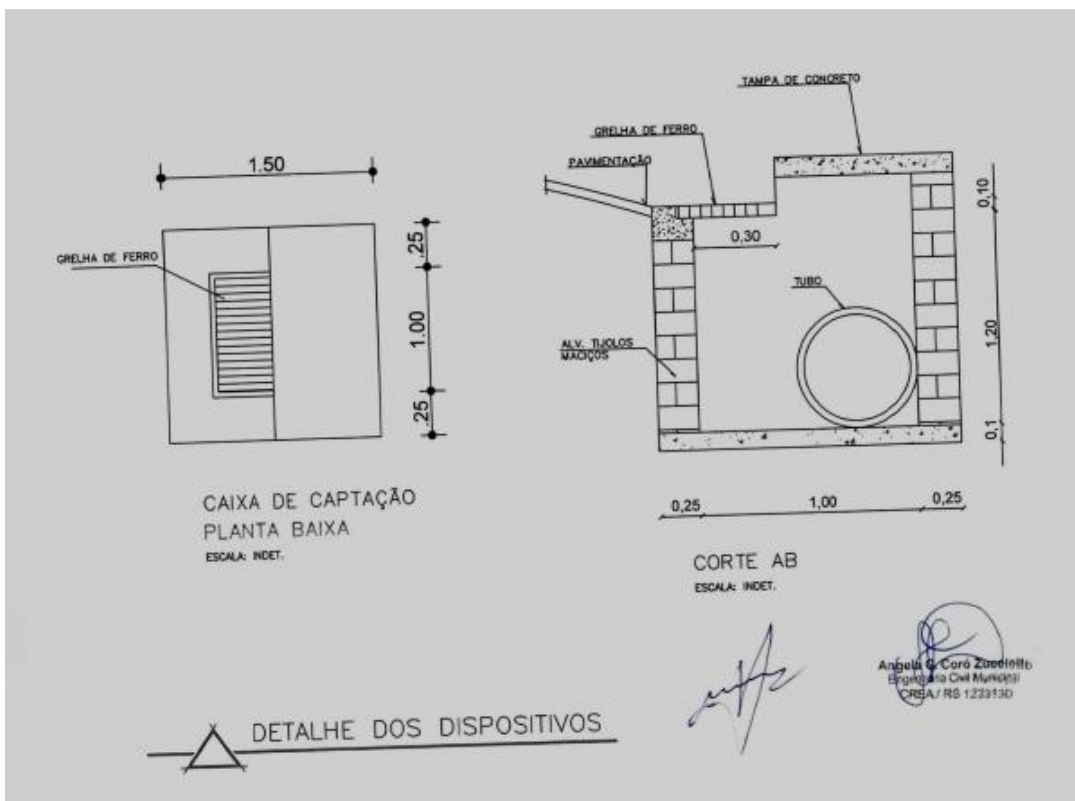 1.50
GRELHA DE FERRO
.25
1.00
.25
CAIXA DE CAPTAÇÃO
PLANTA BAIXA
ESCALA: INDET.
TAMPA DE CONCRETO
GRELHA DE FERRO
PAVIMENTAÇÃO
0,30
TUBO
ALV. TIJOLOS
MACIÇOS
0,10
1,20
0,1
0,25
1,00
0,25
CORTE AB
ESCALA: INDET.
Angela G. Coró
Engenheira Civil Municipal
CREA / RS
DETALHE DOS DISPOSITIVOS